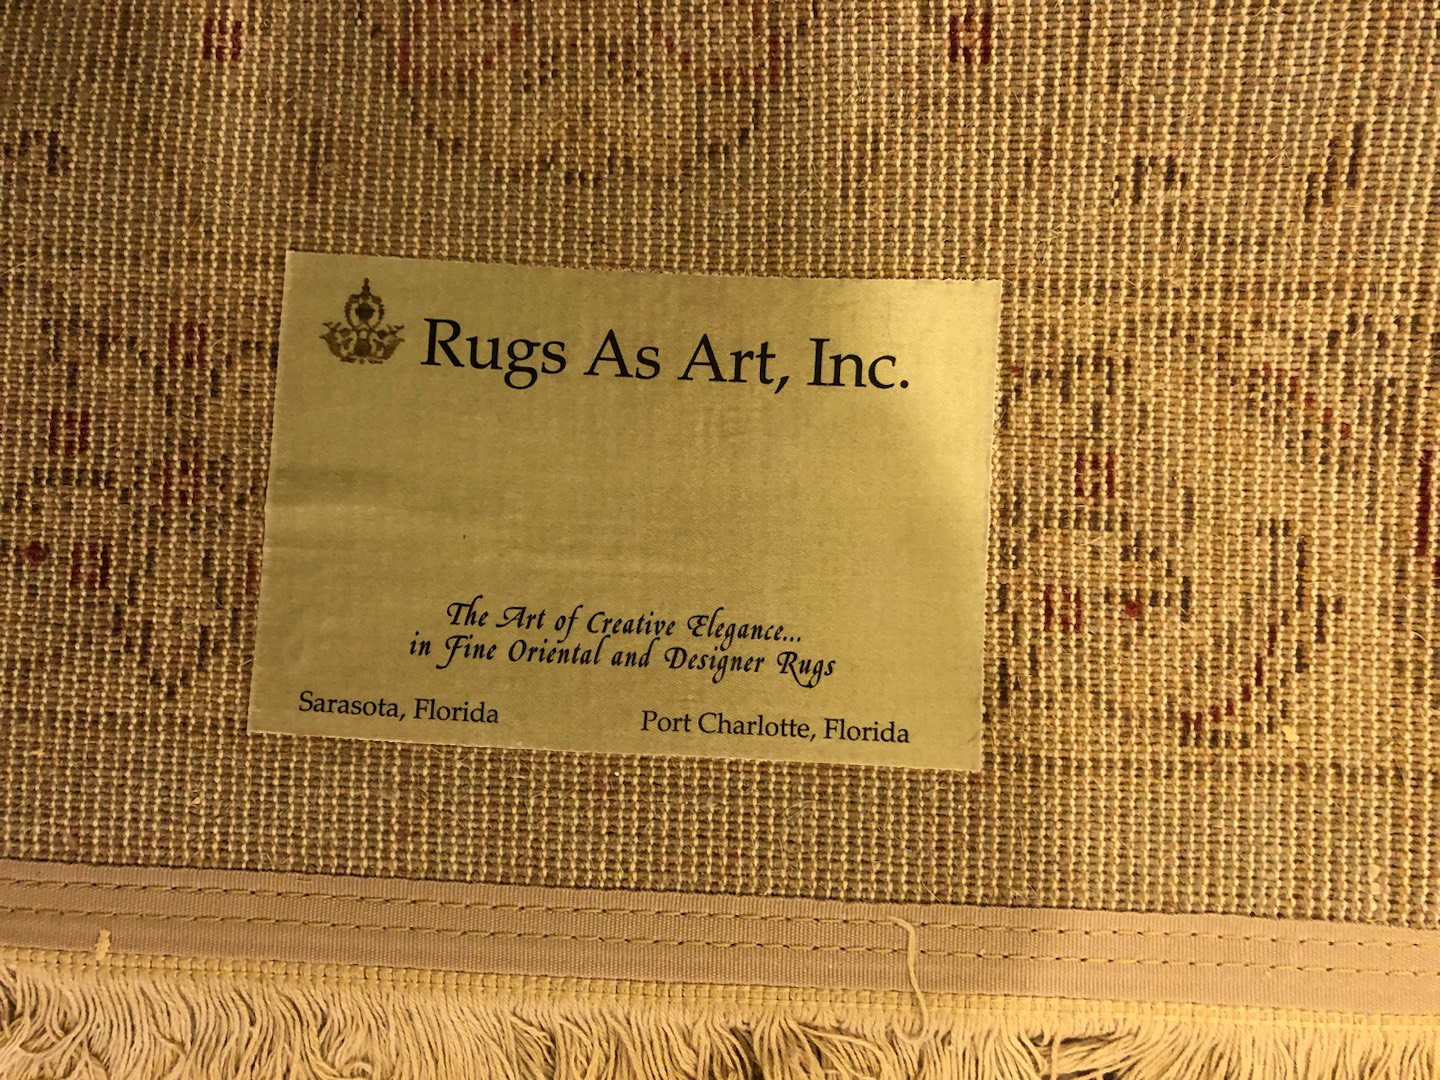 Rugs As Art, Inc.
The Art of Creative Elegance...
in Fine Oriental and Designer Rugs
Sarasota, Florida
Port Charlotte, Florida